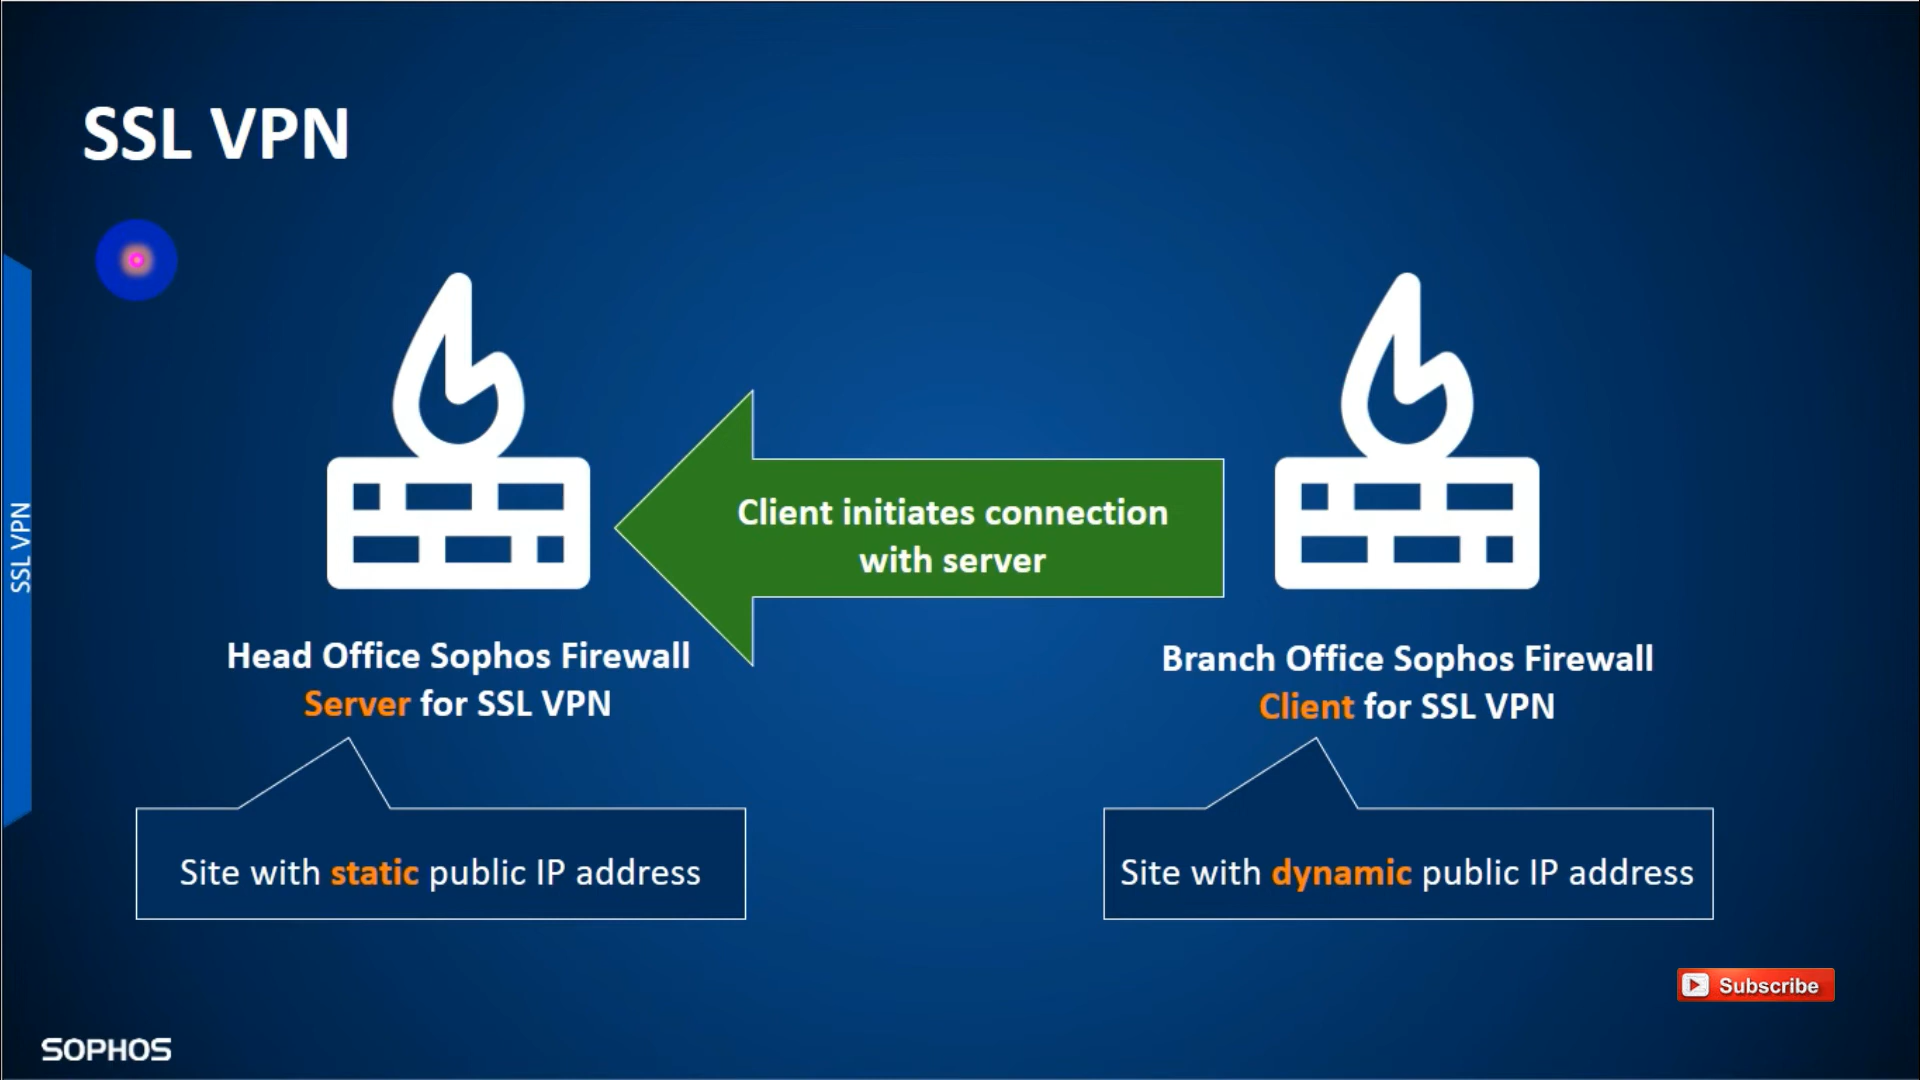 SSL VPN
SSL VPN
Client initiates connection
with server
Head Office Sophos Firewall
Server for SSL VPN
Branch Office Sophos Firewall
Client for SSL VPN
Site with static public IP address
Site with dynamic public IP address
Subscribe
SOPHOS